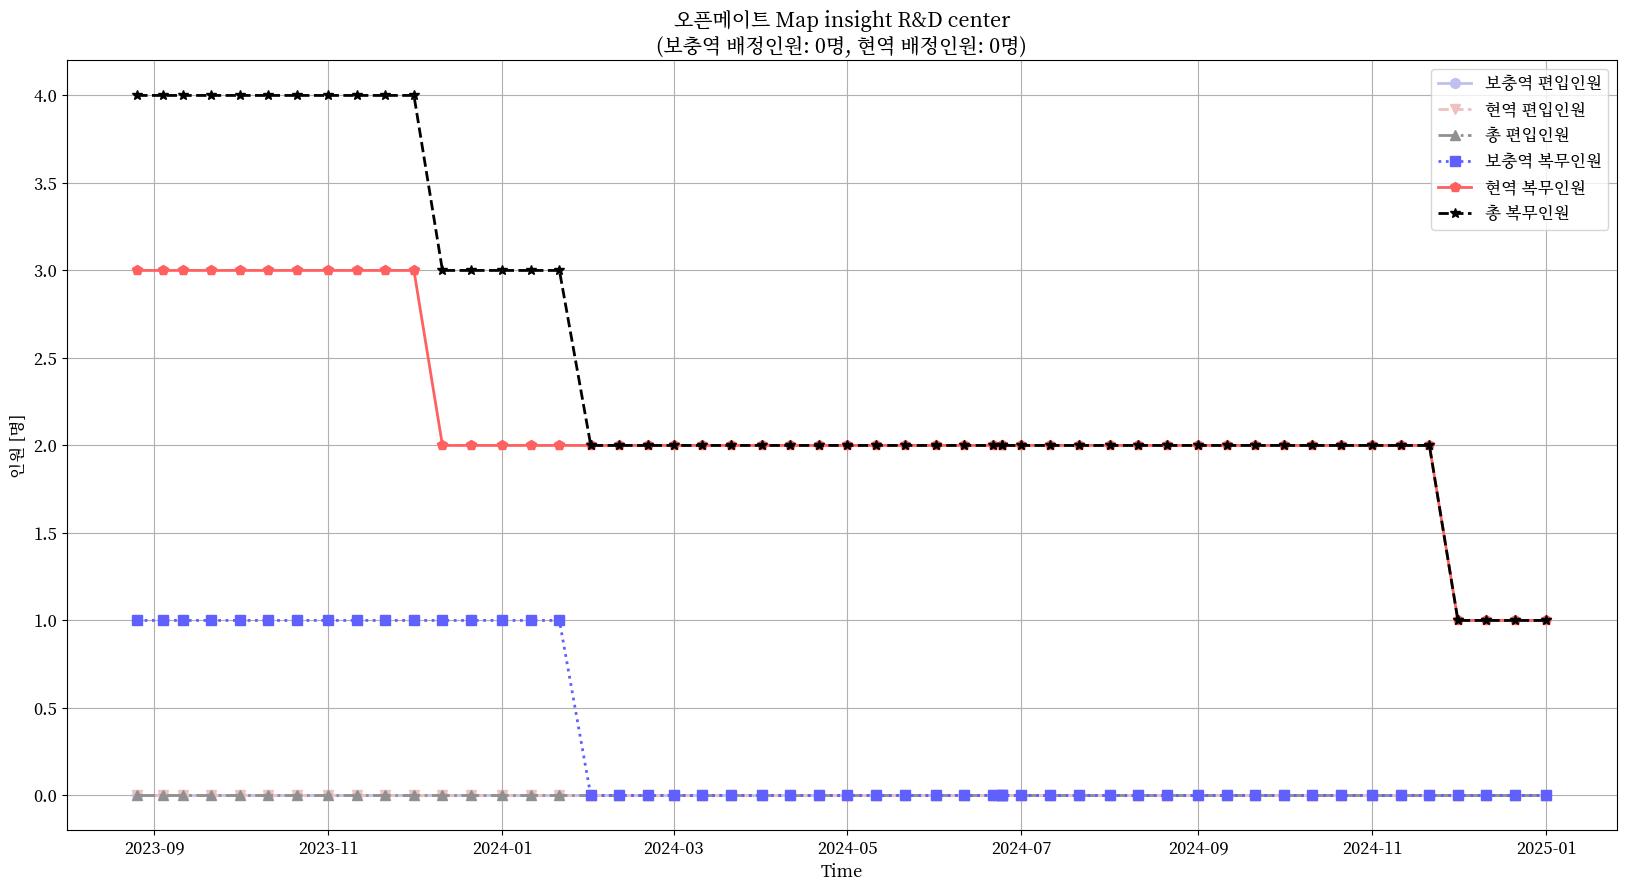 오픈메이트 Map insight R&D center
(보충역 배정인원: 0명, 현역 배정인원: 0명)
보충역 편입인원
현역 편입인원
총 편입인원
보충역 복무인원
현역 복무인원
총 복무인원
4.0
3.5
3.0
2.5
2.0
1.5
1.0
0.5
0.0
인원 [명]
2023-09
2023-11
2024-01
2024-03
2024-05
2024-07
2024-09
2024-11
2025-01
Time